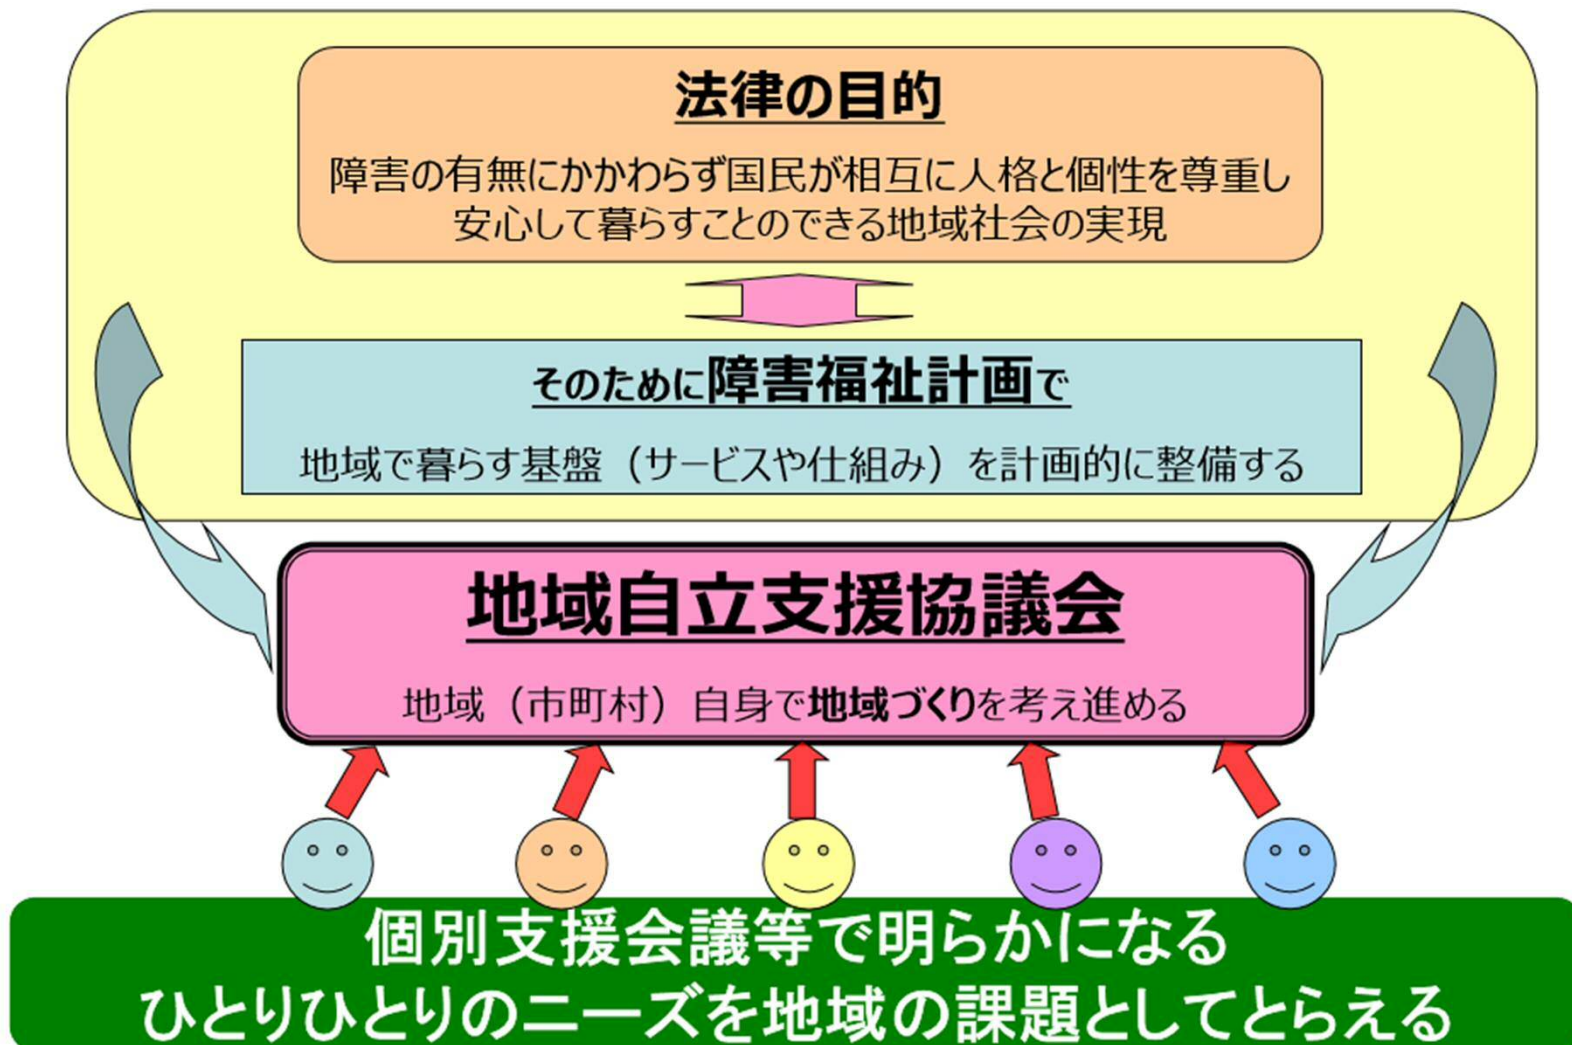 法律の目的
障害の有無にかかわらず国民が相互に人格と個性を尊重し
安心して暮らすことのできる地域社会の実現
そのために障害福祉計画で
地域で暮らす基盤（サービスや仕組み）を計画的に整備する
地域自立支援協議会
地域（市町村）自身で地域づくりを考え進める
個別支援会議等で明らかになる
ひとりひとりのニーズを地域の課題としてとらえる